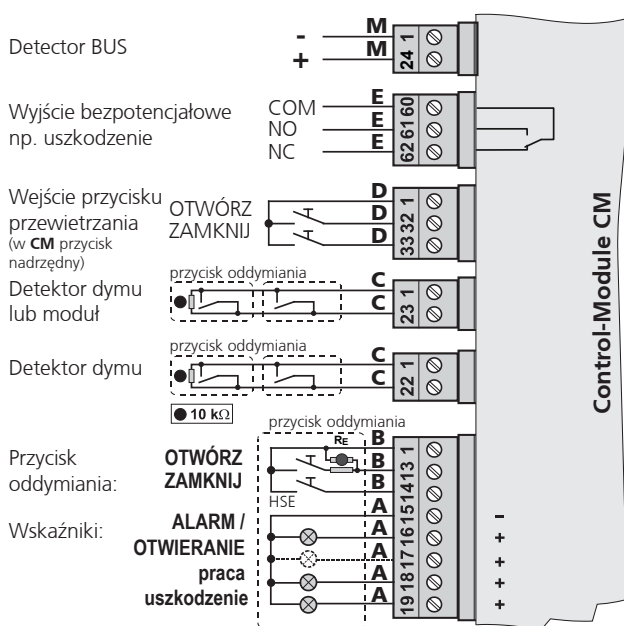 Detector BUS
- M 1
+ M 24
Wyjście bezpotencjałowe
np. uszkodzenie
COM E 60
NO E 61
NC E 62
Wejście przycisku
przewietrzania
(w CM przycisk
nadrzędny)
OTWÓRZ
ZAMKNIJ
D 1
D 32
D 33
przycisk oddymiania
Detektor dymu
lub moduł
C 1
C 23
przycisk oddymiania
Detektor dymu
C 1
C 22
10 kΩ
przycisk oddymiania
Przycisk
oddymiania:
OTWÓRZ
ZAMKNIJ
RE
HSE
B 1
B 13
B 14
Wskaźniki:
ALARM /
OTWIERANIE
praca
uszkodzenie
A 15 -
A 16 +
A 17 +
A 18 +
A 19 +
Control-Module CM